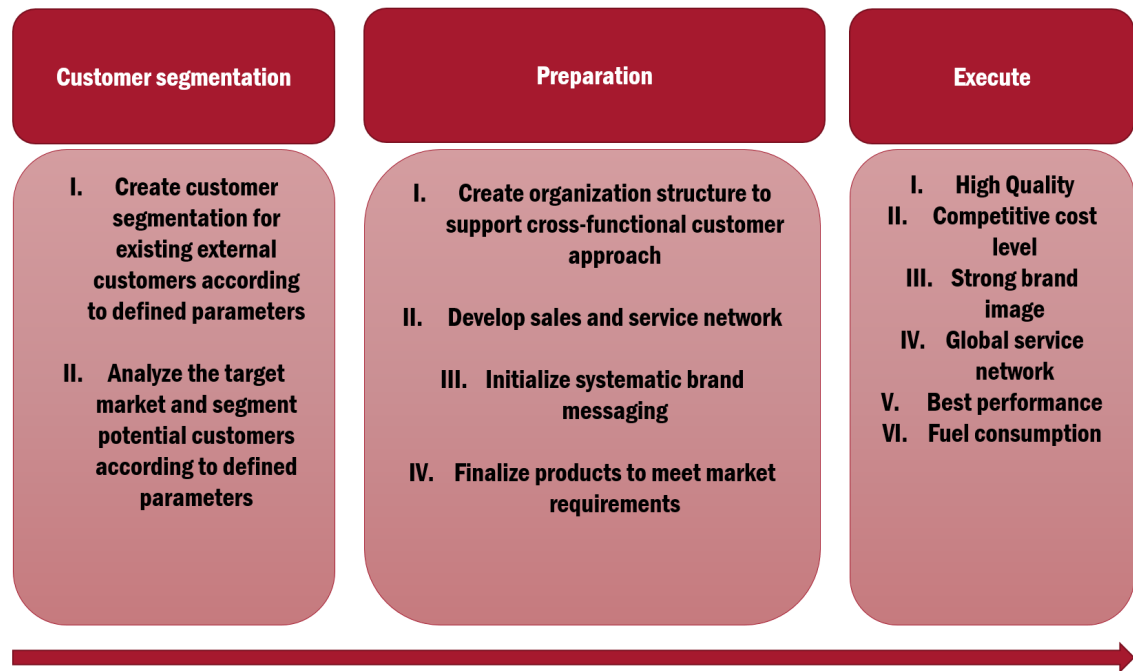 Customer segmentation
I. Create customer
segmentation for
existing external
customers according
to defined parameters
II. Analyze the target
market and segment
potential customers
according to defined
parameters
Preparation
I. Create organization structure to
support cross-functional customer
approach
II. Develop sales and service network
III. Initialize systematic brand
messaging
IV. Finalize products to meet market
requirements
Execute
I. High Quality
II. Competitive cost
level
III. Strong brand
image
IV. Global service
network
V. Best performance
VI. Fuel consumption